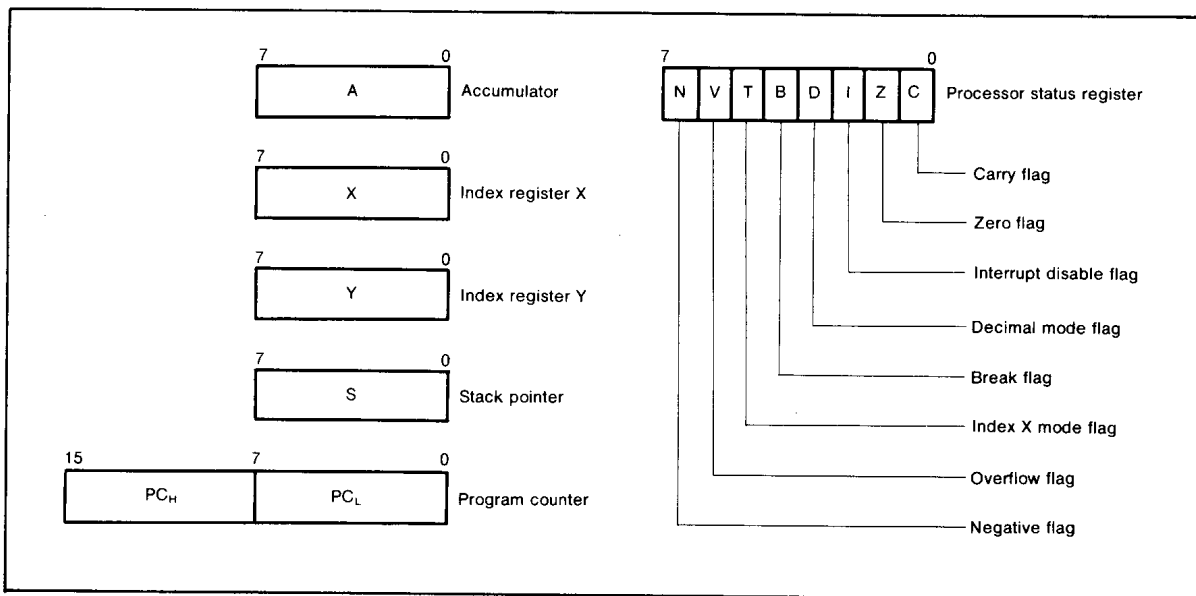 7 0
A Accumulator
7 0
X Index register X
7 0
Y Index register Y
7 0
S Stack pointer
15 7 0
PCH PCL Program counter
7 0
N V T B D I Z C Processor status register
Carry flag
Zero flag
Interrupt disable flag
Decimal mode flag
Break flag
Index X mode flag
Overflow flag
Negative flag